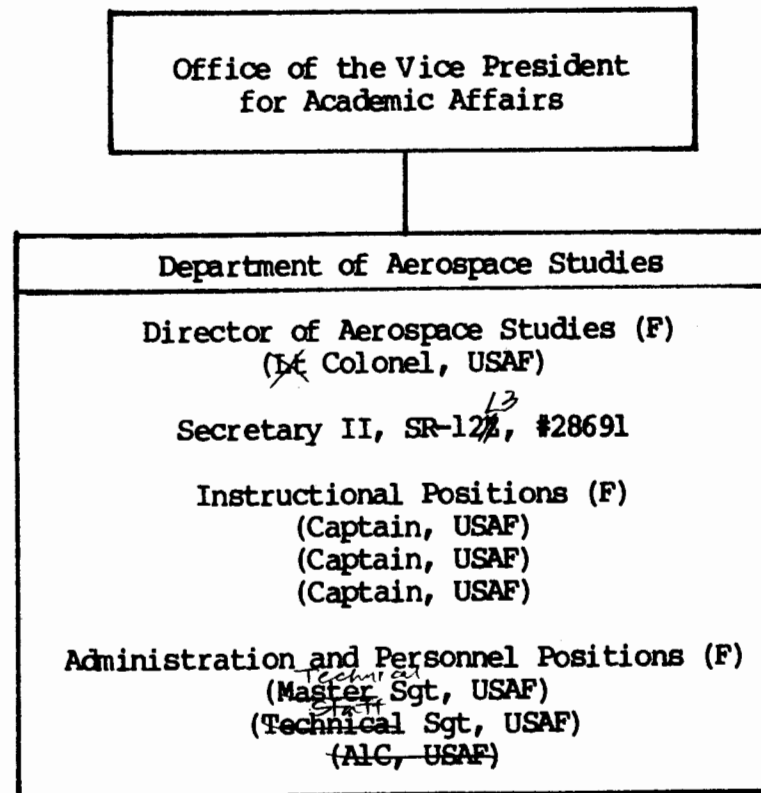 Office of the Vice President
for Academic Affairs
Department of Aerospace Studies
Director of Aerospace Studies (F)
(Lt Colonel, USAF)
L3
Secretary II, SR-12, #28691
Instructional Positions (F)
(Captain, USAF)
(Captain, USAF)
(Captain, USAF)
Administration and Personnel Positions (F)
Technical
(Master Sgt, USAF)
Staff
(Technical Sgt, USAF)
(A1C, USAF)